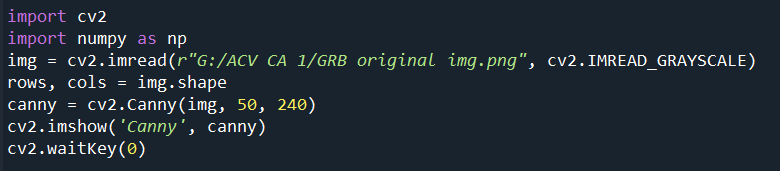 import cv2
import numpy as np
img = cv2.imread(r"G:/ACV CA 1/GRB original img.png", cv2.IMREAD_GRAYSCALE)
rows, cols = img.shape
canny = cv2.Canny(img, 50, 240)
cv2.imshow('Canny', canny)
cv2.waitKey(0)